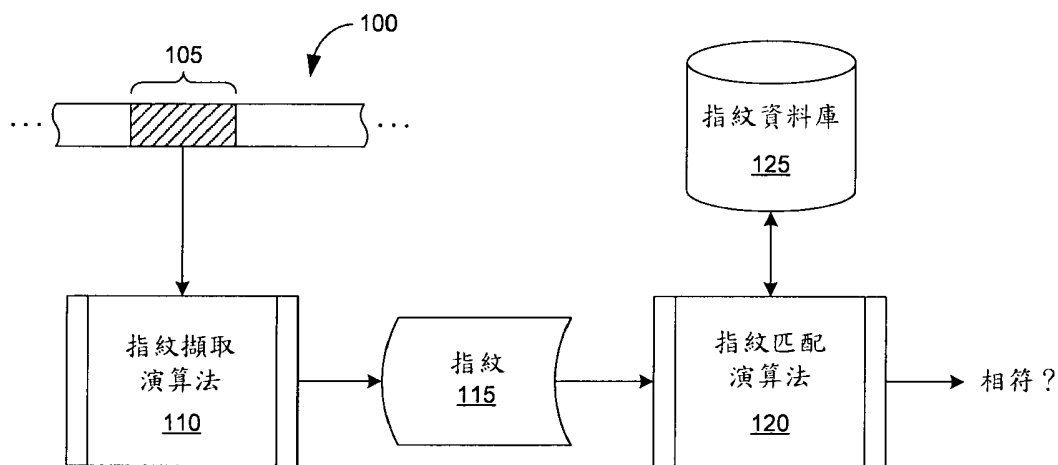 100
105
...
...
指紋資料庫
125
指紋擷取
演算法
110
指紋
115
指紋匹配
演算法
120
相符?